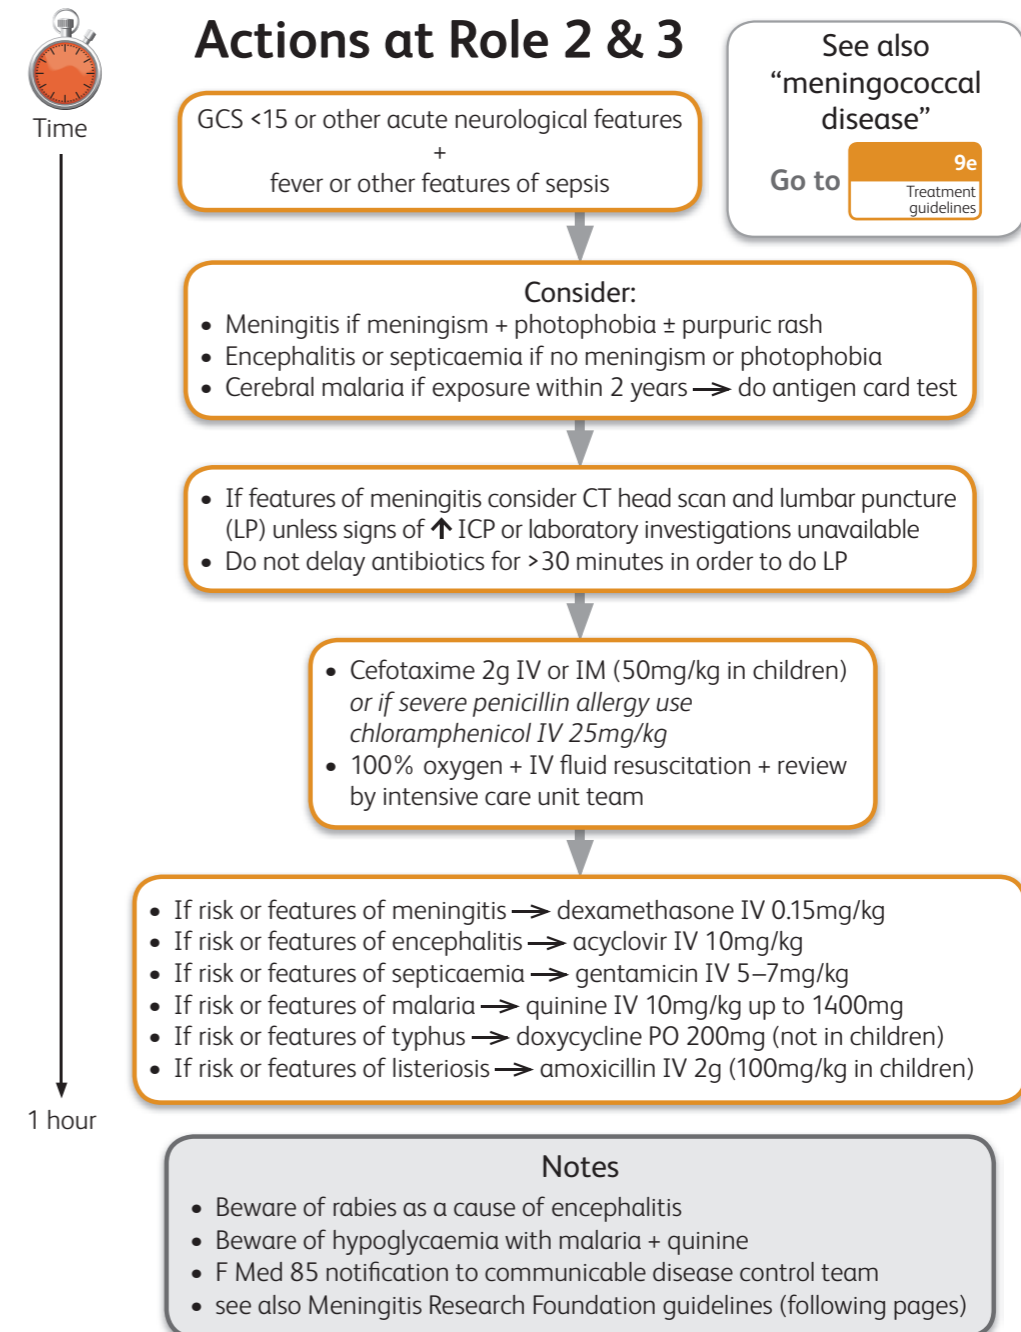 Actions at Role 2 & 3
Time
See also
“meningococcal
disease”
Go to
9e
Treatment
guidelines
GCS <15 or other acute neurological features
+
fever or other features of sepsis
Consider:
• Meningitis if meningism + photophobia ± purpuric rash
• Encephalitis or septicaemia if no meningism or photophobia
• Cerebral malaria if exposure within 2 years → do antigen card test
• If features of meningitis consider CT head scan and lumbar puncture
(LP) unless signs of ↑ ICP or laboratory investigations unavailable
• Do not delay antibiotics for >30 minutes in order to do LP
• Cefotaxime 2g IV or IM (50mg/kg in children)
or if severe penicillin allergy use
chloramphenicol IV 25mg/kg
• 100% oxygen + IV fluid resuscitation + review
by intensive care unit team
• If risk or features of meningitis → dexamethasone IV 0.15mg/kg
• If risk or features of encephalitis → acyclovir IV 10mg/kg
• If risk or features of septicaemia → gentamicin IV 5–7mg/kg
• If risk or features of malaria → quinine IV 10mg/kg up to 1400mg
• If risk or features of typhus → doxycycline PO 200mg (not in children)
• If risk or features of listeriosis → amoxicillin IV 2g (100mg/kg in children)
1 hour
Notes
• Beware of rabies as a cause of encephalitis
• Beware of hypoglycaemia with malaria + quinine
• F Med 85 notification to communicable disease control team
• see also Meningitis Research Foundation guidelines (following pages)